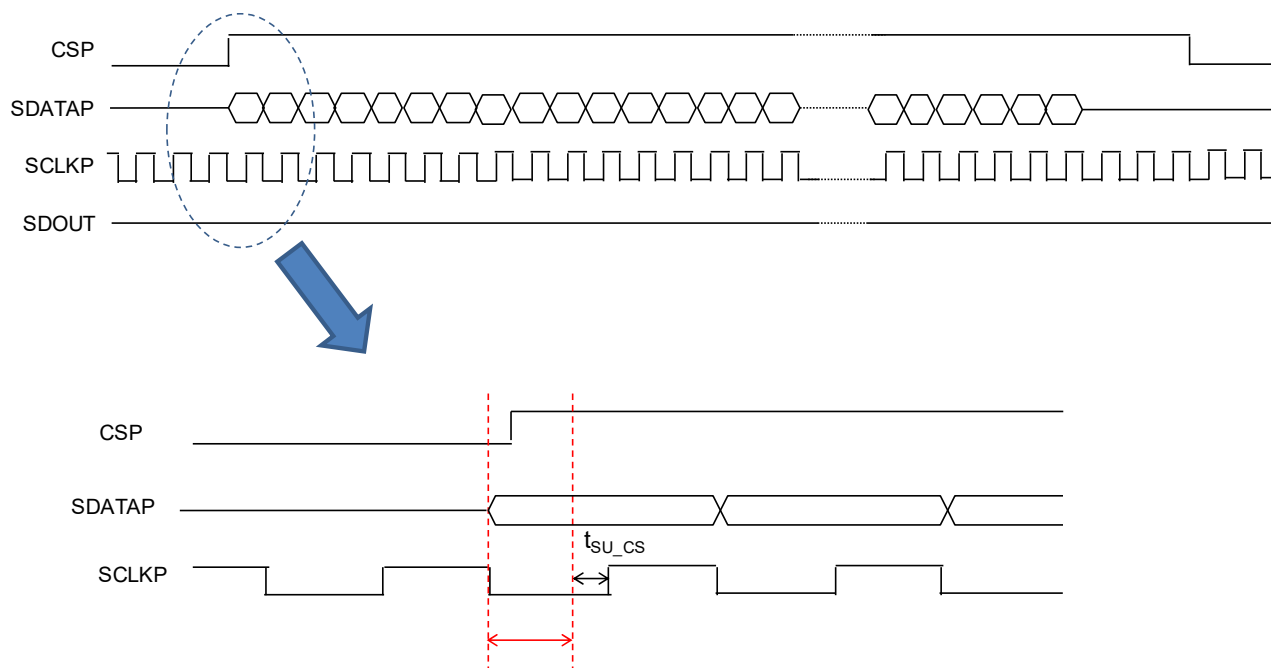 CSP
SDATAP
SCLKP
SDOUT
CSP
SDATAP
tSU_CS
SCLKP